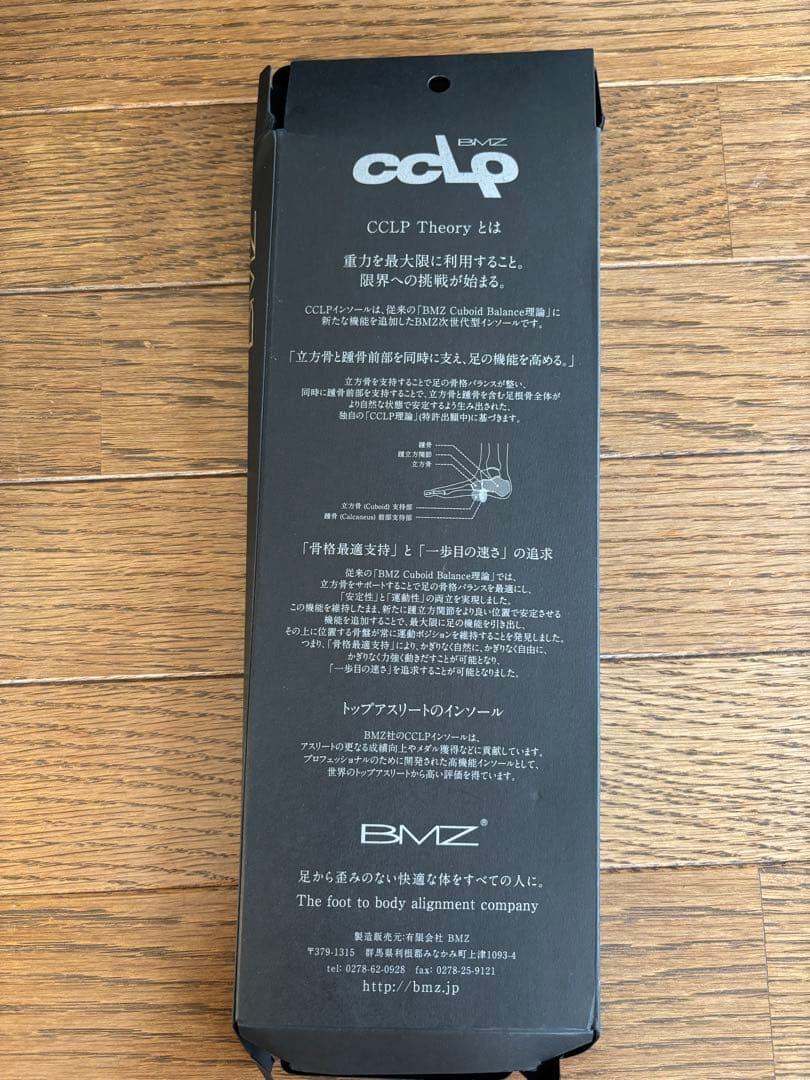 BMZ
CCLP
CCLP Theory とは
重力を最大限に利用すること。
限界への挑戦が始まる。
CCLPインソールは、従来の「BMZ Cuboid Balance理論」に
新たな機能を追加したBMZ次世代型インソールです。
「立方骨と踵骨前部を同時に支え、足の機能を高める。」
立方骨を支持することで足の骨格バランスが整い、
同時に踵骨前部を支持することで、立方骨と踵骨を含む足根骨全体が
より自然な状態で安定するよう生み出された、
独自の「CCLP理論」(特許出願中)に基づきます。
踵骨
踵立方関節
立方骨
立方骨 (Cuboid) 支持部
踵骨 (Calcaneus) 前部支持部
「骨格最適支持」と「一歩目の速さ」の追求
従来の「BMZ Cuboid Balance理論」では、
立方骨をサポートすることで足の骨格バランスを最適にし、
「安定性」と「運動性」の両立を実現しました。
この機能を維持したまま、新たに踵立方関節をより良い位置で安定させる
機能を追加することで、最大限に足の機能を引き出し、
その上に位置する骨盤が常に運動ポジションを維持することを発見しました。
つまり、「骨格最適支持」により、かぎりなく自然に、かぎりなく自由に、
かぎりなく力強く動きだすことが可能となり、
「一歩目の速さ」を追求することが可能となりました。
トップアスリートのインソール
BMZ社のCCLPインソールは、
アスリートの更なる成績向上やメダル獲得などに貢献しています。
プロフェッショナルのために開発された高機能インソールとして、
世界のトップアスリートから高い評価を得ています。
BMZ®
足から歪みのない快適な体をすべての人に。
The foot to body alignment company
製造販売元:有限会社 BMZ
〒379-1315 群馬県利根郡みなかみ町上津1093-4
tel: 0278-62-0928 fax: 0278-25-9121
http://bmz.jp